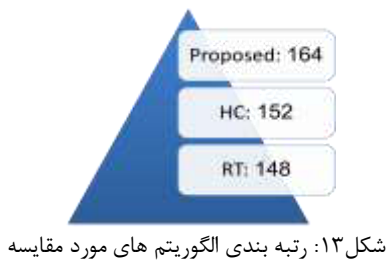 Proposed: 164
HC: 152
RT: 148
شکل۱۳: رتبه بندی الگوریتم های مورد مقایسه